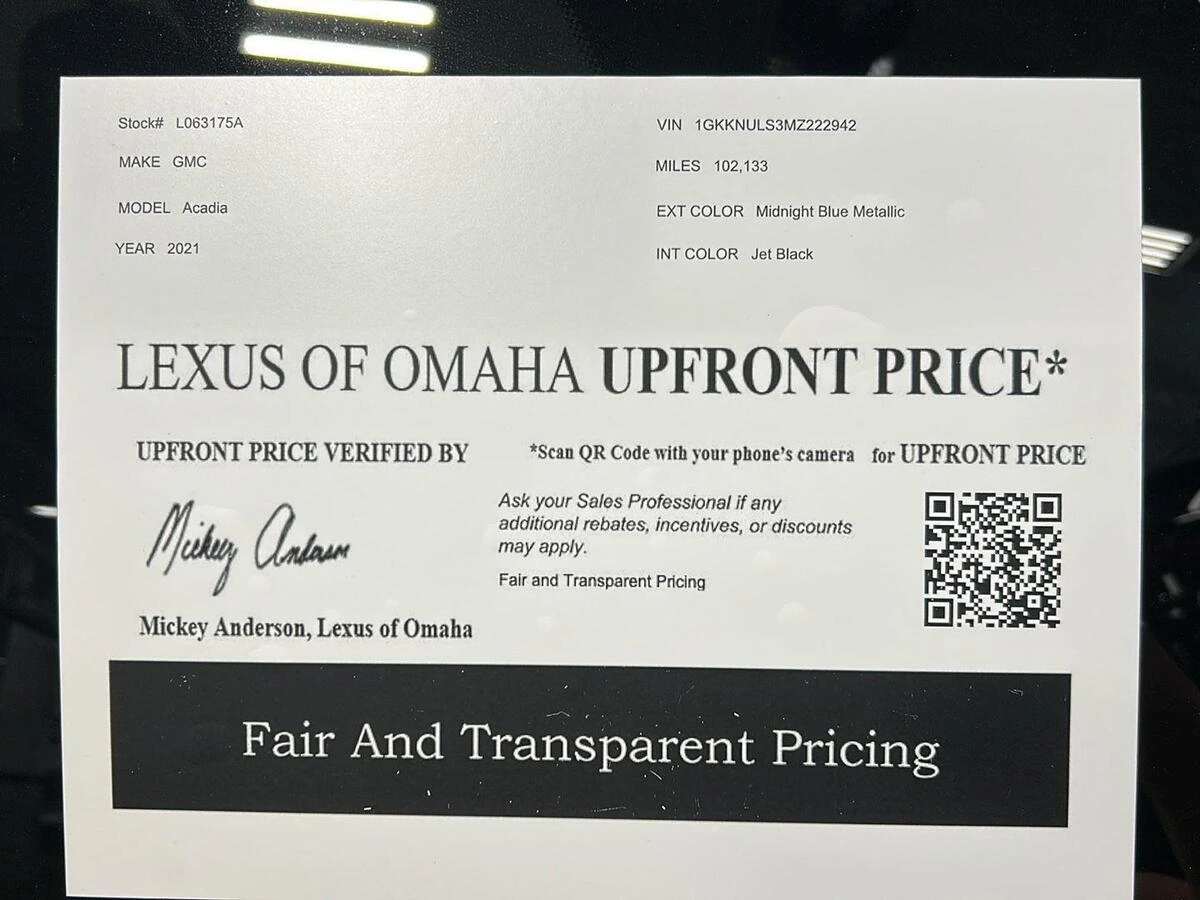 Stock# L063175A
VIN 1GKKNULS3MZ222942
MAKE GMC
MILES 102,133
MODEL Acadia
EXT COLOR Midnight Blue Metallic
YEAR 2021
INT COLOR Jet Black
LEXUS OF OMAHA UPFRONT PRICE*
UPFRONT PRICE VERIFIED BY
*Scan QR Code with your phone's camera for UPFRONT PRICE
Mickey Anderson
Ask your Sales Professional if any
additional rebates, incentives, or discounts
may apply.
Fair and Transparent Pricing
Mickey Anderson, Lexus of Omaha
Fair And Transparent Pricing